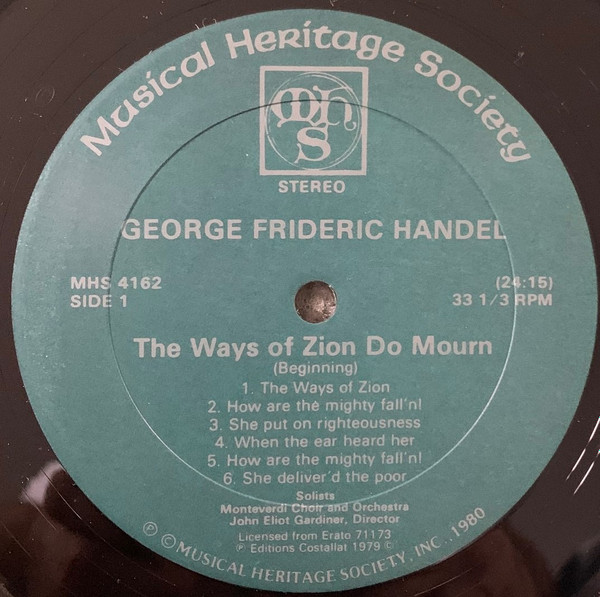 Musical Heritage Society
mhs
STEREO
GEORGE FRIDERIC HANDEL
MHS 4162
SIDE 1
(24:15)
33 1/3 RPM
The Ways of Zion Do Mourn
(Beginning)
1. The Ways of Zion
2. How are the mighty fall'n!
3. She put on righteousness
4. When the ear heard her
5. How are the mighty fall'n!
6. She deliver'd the poor
Solists
Monteverdi Choir and Orchestra
John Eliot Gardiner, Director
Licensed from Erato 71173
℗ Editions Costallat 1979 ©
℗ © MUSICAL HERITAGE SOCIETY, INC., 1980